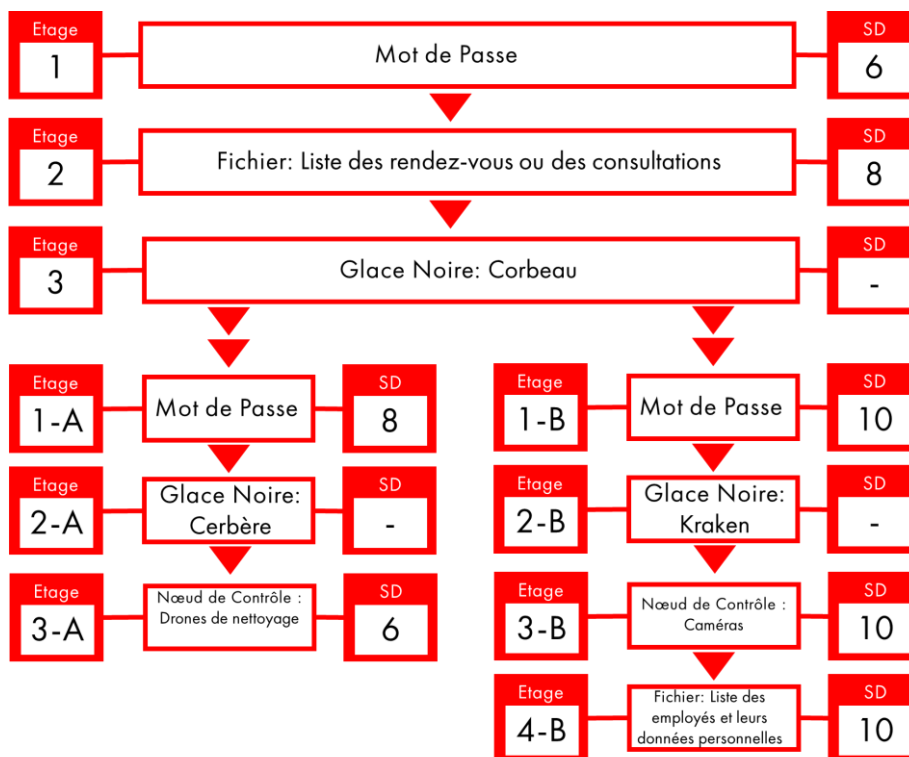 Etage
1
Mot de Passe
SD
6
Etage
2
Fichier: Liste des rendez-vous ou des consultations
SD
8
Etage
3
Glace Noire: Corbeau
SD
-
Etage
1-A
Mot de Passe
SD
8
Etage
1-B
Mot de Passe
SD
10
Etage
2-A
Glace Noire:
Cerbère
SD
-
Etage
2-B
Glace Noire:
Kraken
SD
-
Etage
3-A
Nœud de Contrôle :
Drones de nettoyage
SD
6
Etage
3-B
Nœud de Contrôle :
Caméras
SD
10
Etage
4-B
Fichier: Liste des
employés et leurs
données personnelles
SD
10